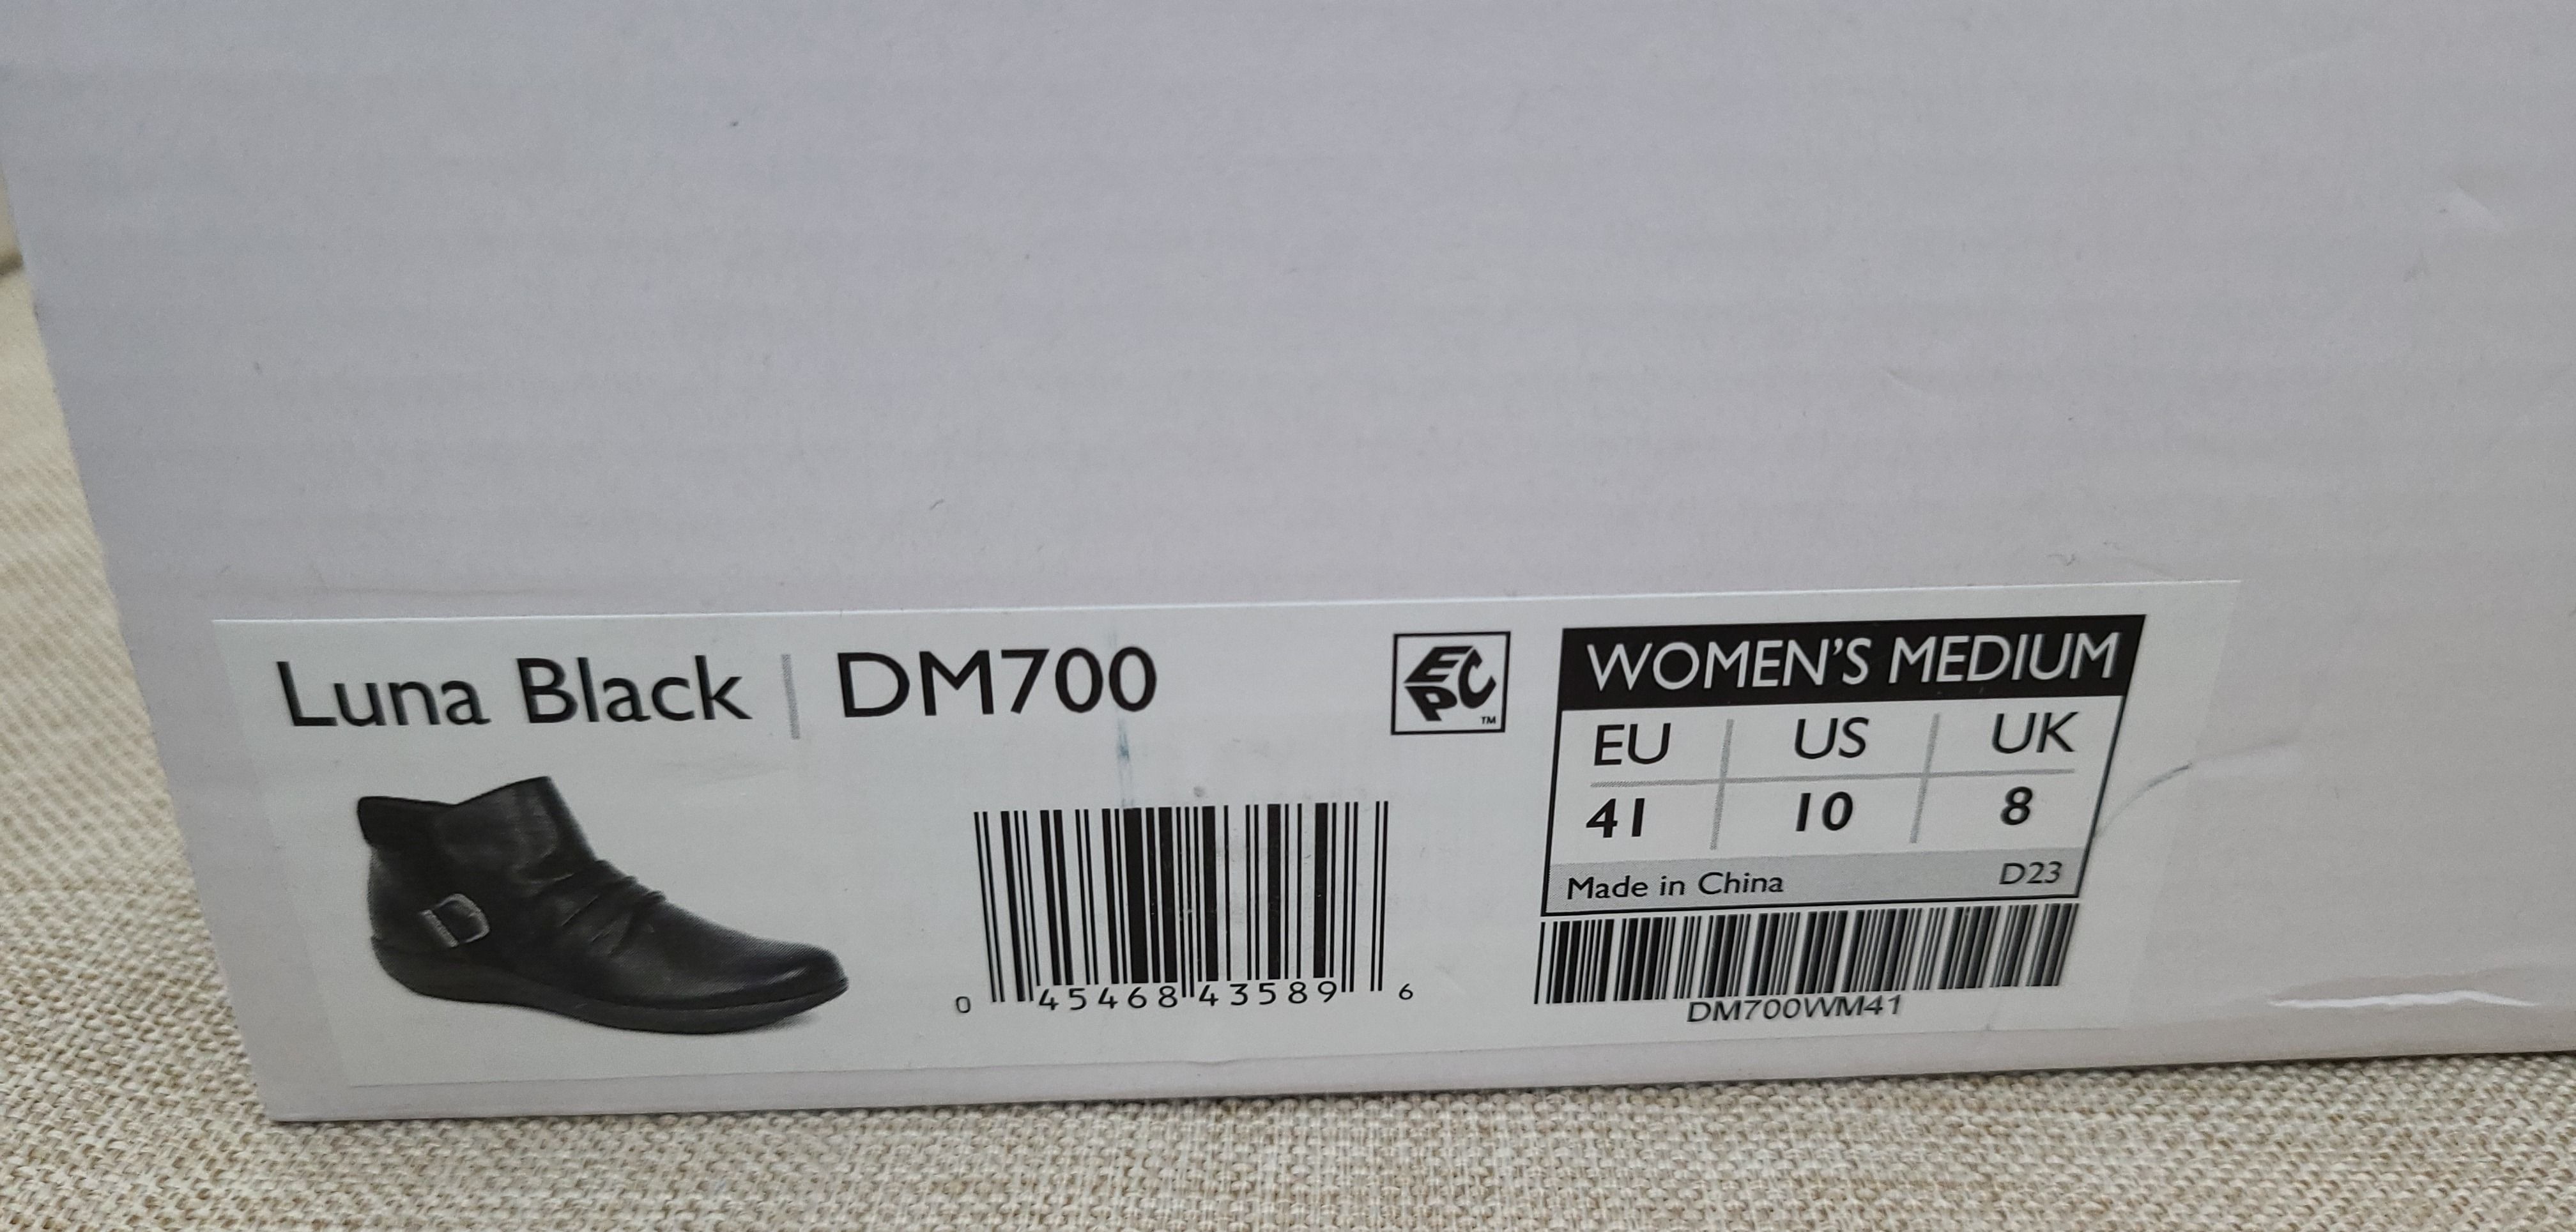 Luna Black | DM700
EPC™
WOMEN'S MEDIUM
EU | US | UK
41 | 10 | 8
Made in China D23
0 45468 43589 6
DM700WM41